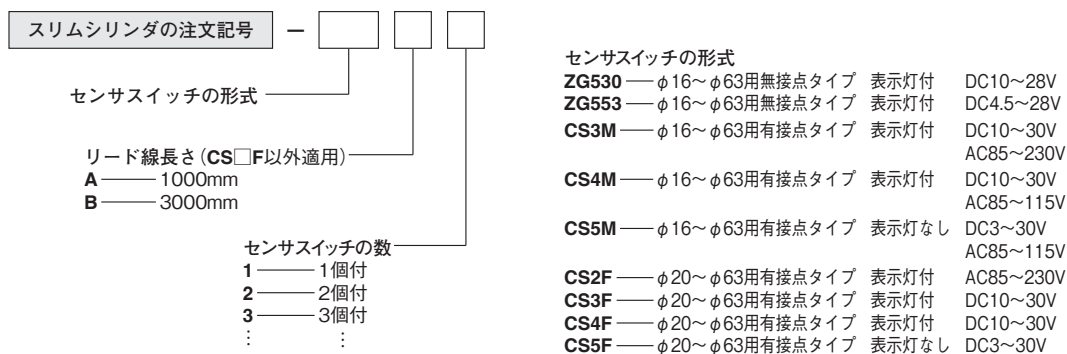 スリムシリンダの注文記号 −
センサスイッチの形式
リード線長さ（CS□F以外適用）
A 1000mm
B 3000mm
センサスイッチの数
1 1個付
2 2個付
3 3個付
⋮ ⋮
センサスイッチの形式
ZG530 φ16～φ63用無接点タイプ 表示灯付 DC10～28V
ZG553 φ16～φ63用無接点タイプ 表示灯付 DC4.5～28V
CS3M φ16～φ63用有接点タイプ 表示灯付 DC10～30V
AC85～230V
CS4M φ16～φ63用有接点タイプ 表示灯付 DC10～30V
AC85～115V
CS5M φ16～φ63用有接点タイプ 表示灯なし DC3～30V
AC85～115V
CS2F φ20～φ63用有接点タイプ 表示灯付 AC85～230V
CS3F φ20～φ63用有接点タイプ 表示灯付 DC10～30V
CS4F φ20～φ63用有接点タイプ 表示灯付 DC10～30V
CS5F φ20～φ63用有接点タイプ 表示灯なし DC3～30V